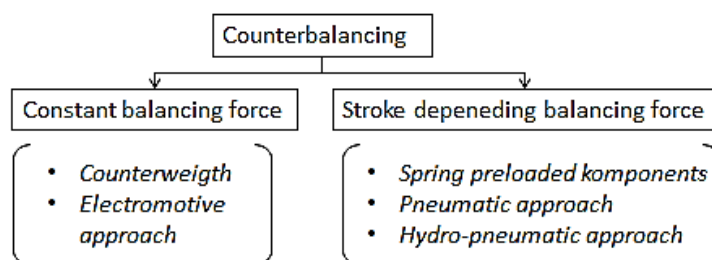 Counterbalancing
Constant balancing force
Stroke depeneding balancing force
• Counterweigth
• Electromotive
approach
• Spring preloaded komponents
• Pneumatic approach
• Hydro-pneumatic approach